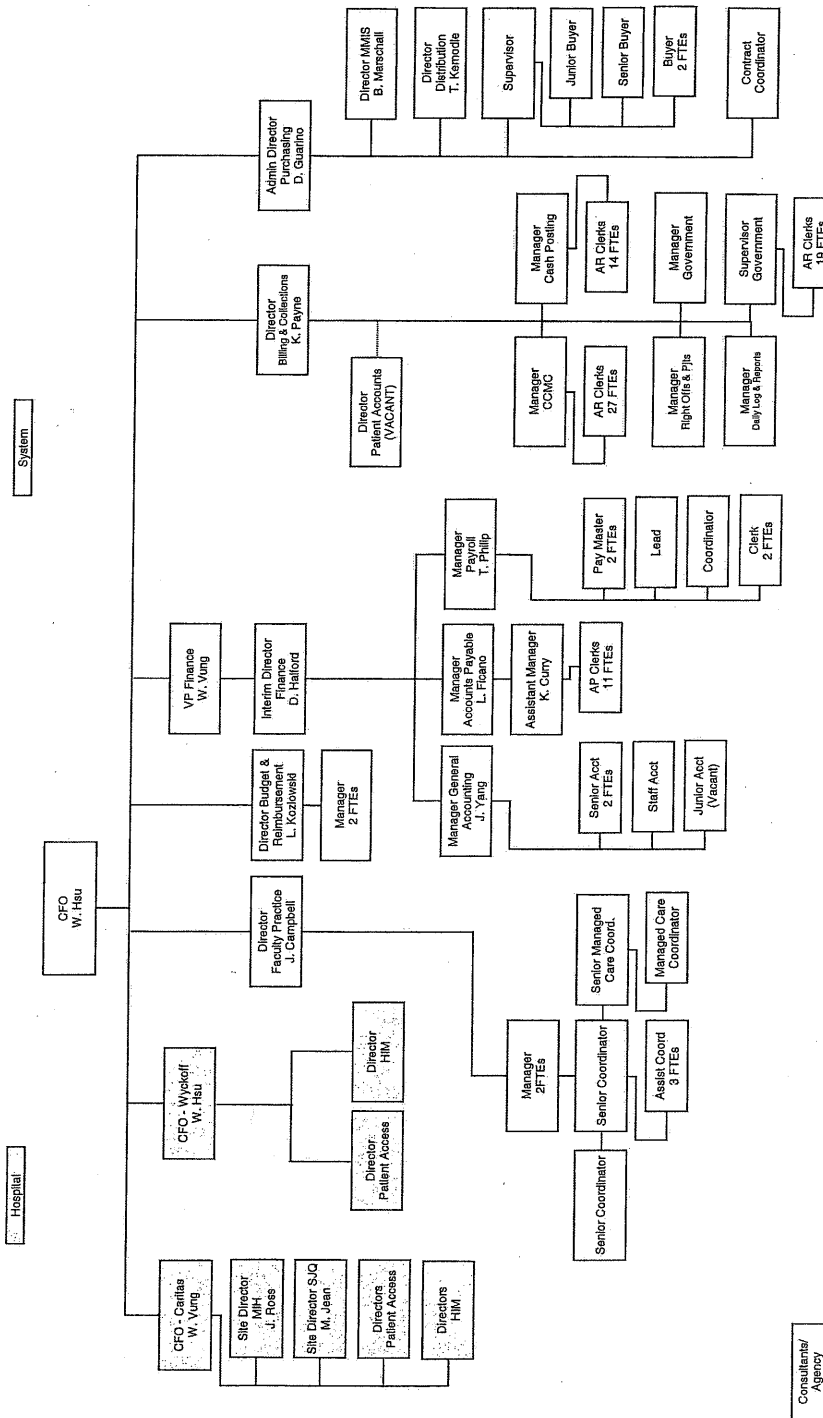 Hospital
System
CFO
W. Hsu
CFO - Caritas
W. Vung
Site Director
MIH
J. Ross
Site Director SJQ
M. Jean
Directors
Patient Access
Directors
HIM
CFO - Wyckoff
W. Hsu
Director
Patient Access
Director
HIM
Director
Faculty Practice
J. Campbell
Manager
2FTEs
Senior Coordinator
Senior Coordinator
Senior Managed
Care Coord.
Assist Coord
3 FTEs
Managed Care
Coordinator
Director Budget &
Reimbursement
L. Kozlowski
Manager
2 FTEs
VP Finance
W. Vung
Interim Director
Finance
D. Halford
Manager General
Accounting
J. Yang
Senior Acct
2 FTEs
Staff Acct
Junior Acct
(Vacant)
Manager
Accounts Payable
L. Ficano
Assistant Manager
K. Curry
AP Clerks
11 FTEs
Manager
Payroll
T. Philip
Pay Master
2 FTEs
Lead
Coordinator
Clerk
2 FTEs
Director
Billing & Collections
K. Payne
Director
Patient Accounts
(VACANT)
Manager
CCMC
AR Clerks
27 FTEs
Manager
Cash Posting
AR Clerks
14 FTEs
Manager
Right Offs & Pjts
Manager
Government
Manager
Daily Log & Reports
Supervisor
Government
AR Clerks
19 FTEs
Admin Director
Purchasing
D. Guarino
Director MMIS
B. Marschall
Director
Distribution
T. Kernodle
Supervisor
Junior Buyer
Senior Buyer
Buyer
2 FTEs
Contract
Coordinator
Consultants/
Agency